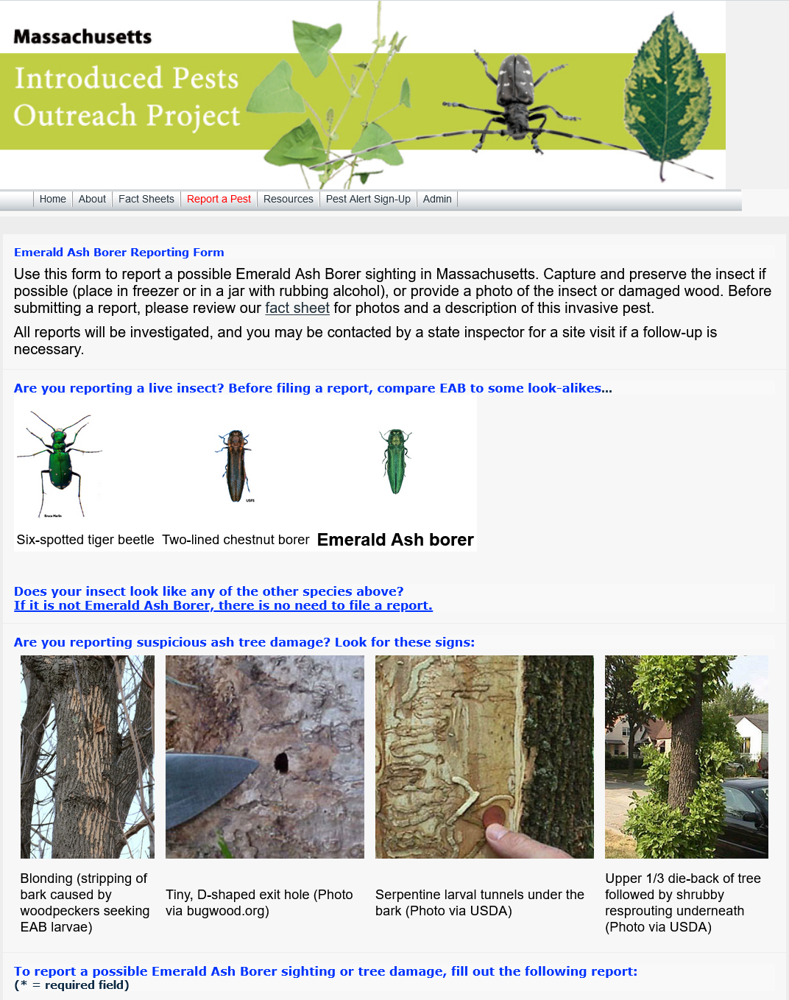 Massachusetts
Introduced Pests
Outreach Project
Home
About
Fact Sheets
Report a Pest
Resources
Pest Alert Sign-Up
Admin
Emerald Ash Borer Reporting Form
Use this form to report a possible Emerald Ash Borer sighting in Massachusetts. Capture and preserve the insect if
possible (place in freezer or in a jar with rubbing alcohol), or provide a photo of the insect or damaged wood. Before
submitting a report, please review our fact sheet for photos and a description of this invasive pest.
All reports will be investigated, and you may be contacted by a state inspector for a site visit if a follow-up is
necessary.
Are you reporting a live insect? Before filing a report, compare EAB to some look-alikes...
Bruce Marlin
USFS
Six-spotted tiger beetle
Two-lined chestnut borer
Emerald Ash borer
Does your insect look like any of the other species above?
If it is not Emerald Ash Borer, there is no need to file a report.
Are you reporting suspicious ash tree damage? Look for these signs:
Blonding (stripping of
bark caused by
woodpeckers seeking
EAB larvae)
Tiny, D-shaped exit hole (Photo
via bugwood.org)
Serpentine larval tunnels under the
bark (Photo via USDA)
Upper 1/3 die-back of tree
followed by shrubby
resprouting underneath
(Photo via USDA)
To report a possible Emerald Ash Borer sighting or tree damage, fill out the following report:
(* = required field)